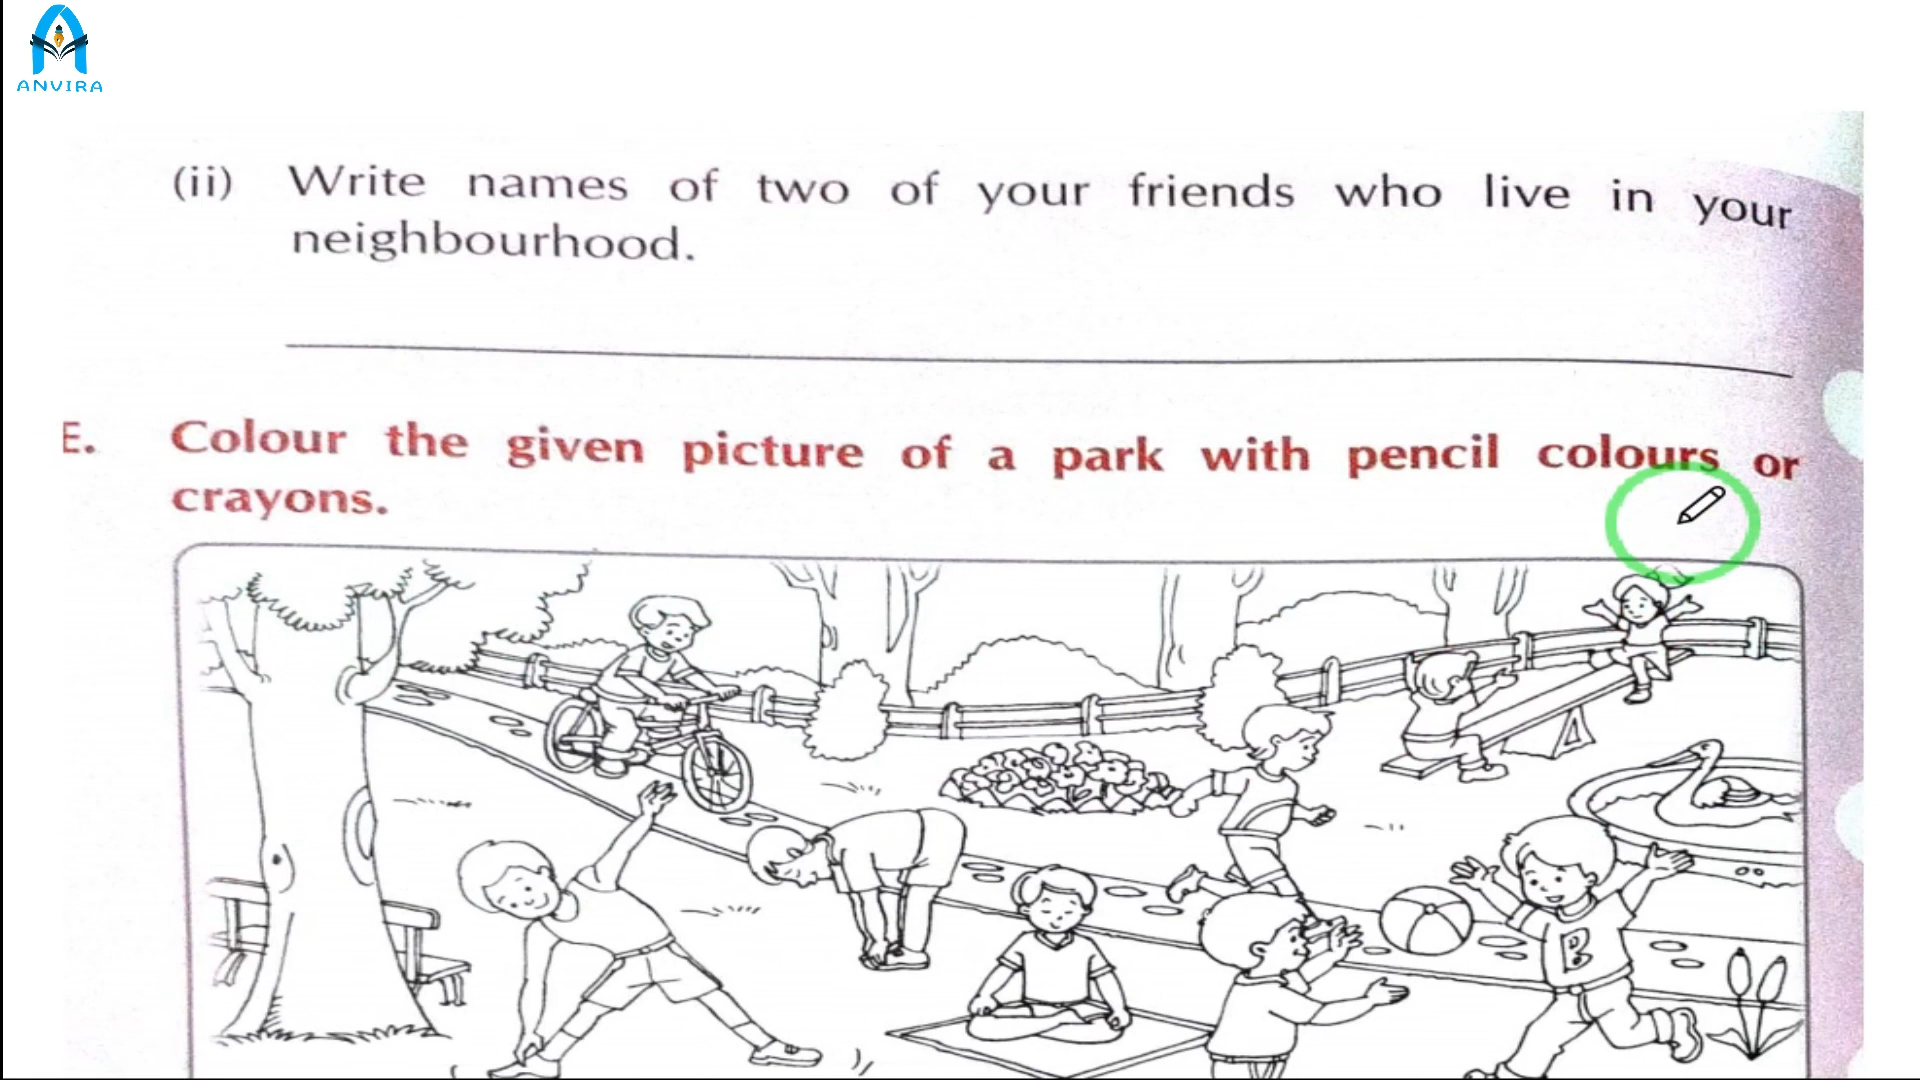 ANVIRA
(ii) Write names of two of your friends who live in your
neighbourhood.
E. Colour the given picture of a park with pencil colours or
crayons.
B